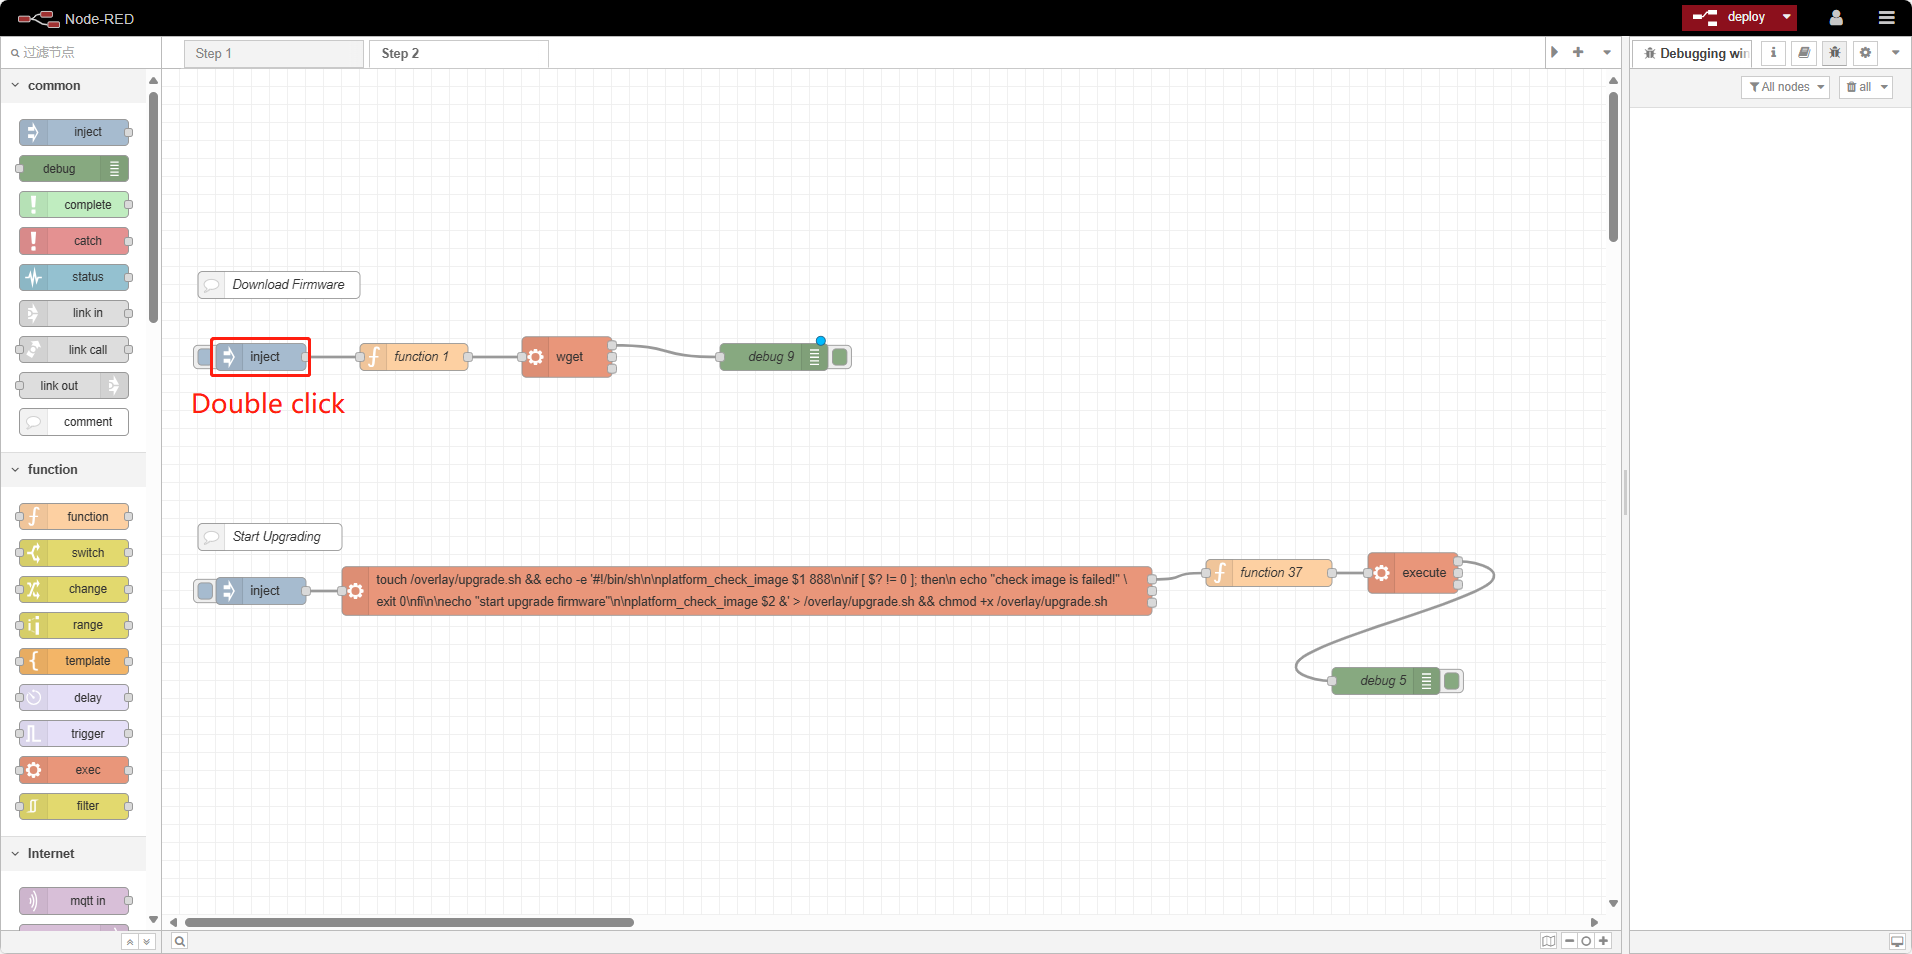 Node-RED
deploy
过滤节点
Step 1
Step 2
Debugging win
All nodes
all
common
inject
debug
complete
catch
status
link in
link call
link out
comment
function
function
switch
change
range
template
delay
trigger
exec
filter
Internet
mqtt in
Download Firmware
inject
function 1
wget
debug 9
Double click
Start Upgrading
inject
touch /overlay/upgrade.sh && echo -e '#!/bin/sh\n\nplatform_check_image $1 888\n\nif [ $? != 0 ]; then\n echo "check image is failed!" \
exit 0\nfi\n\necho "start upgrade firmware"\n\nplatform_check_image $2 &' > /overlay/upgrade.sh && chmod +x /overlay/upgrade.sh
function 37
execute
debug 5